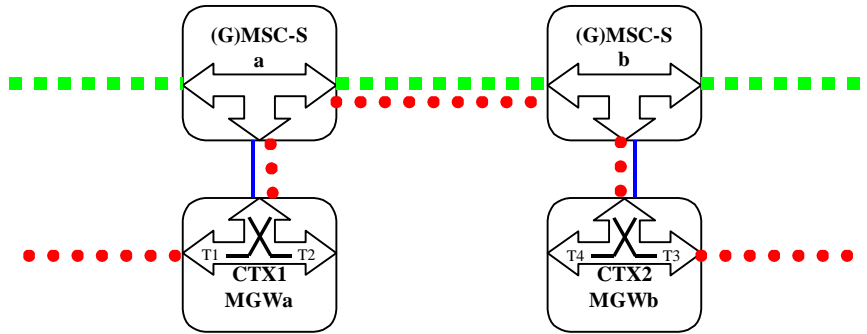 (G)MSC-S
a
(G)MSC-S
b
T1
T2
CTX1
MGWa
T4
T3
CTX2
MGWb